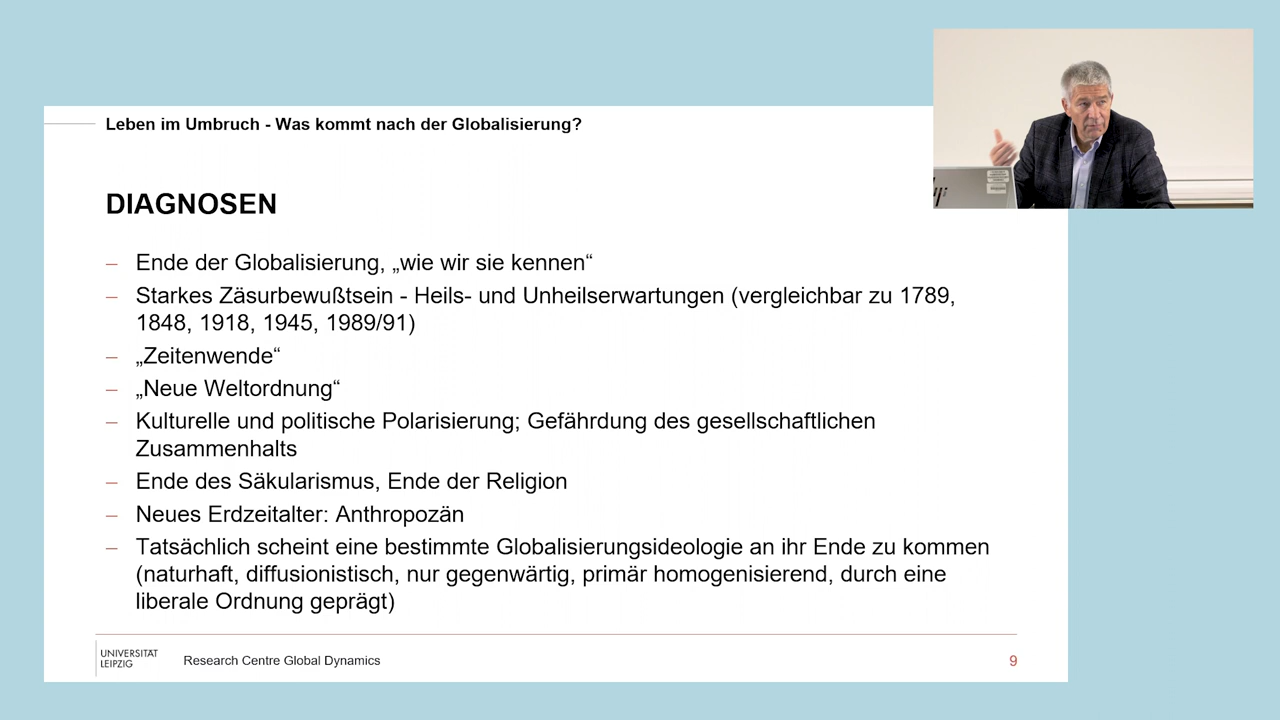 Leben im Umbruch - Was kommt nach der Globalisierung?
DIAGNOSEN
– Ende der Globalisierung, „wie wir sie kennen“
– Starkes Zäsurbewußtsein - Heils- und Unheilserwartungen (vergleichbar zu 1789,
1848, 1918, 1945, 1989/91)
– „Zeitenwende“
– „Neue Weltordnung“
– Kulturelle und politische Polarisierung; Gefährdung des gesellschaftlichen
Zusammenhalts
– Ende des Säkularismus, Ende der Religion
– Neues Erdzeitalter: Anthropozän
– Tatsächlich scheint eine bestimmte Globalisierungsideologie an ihr Ende zu kommen
(naturhaft, diffusionistisch, nur gegenwärtig, primär homogenisierend, durch eine
liberale Ordnung geprägt)
UNIVERSITÄT
LEIPZIG
Research Centre Global Dynamics
9